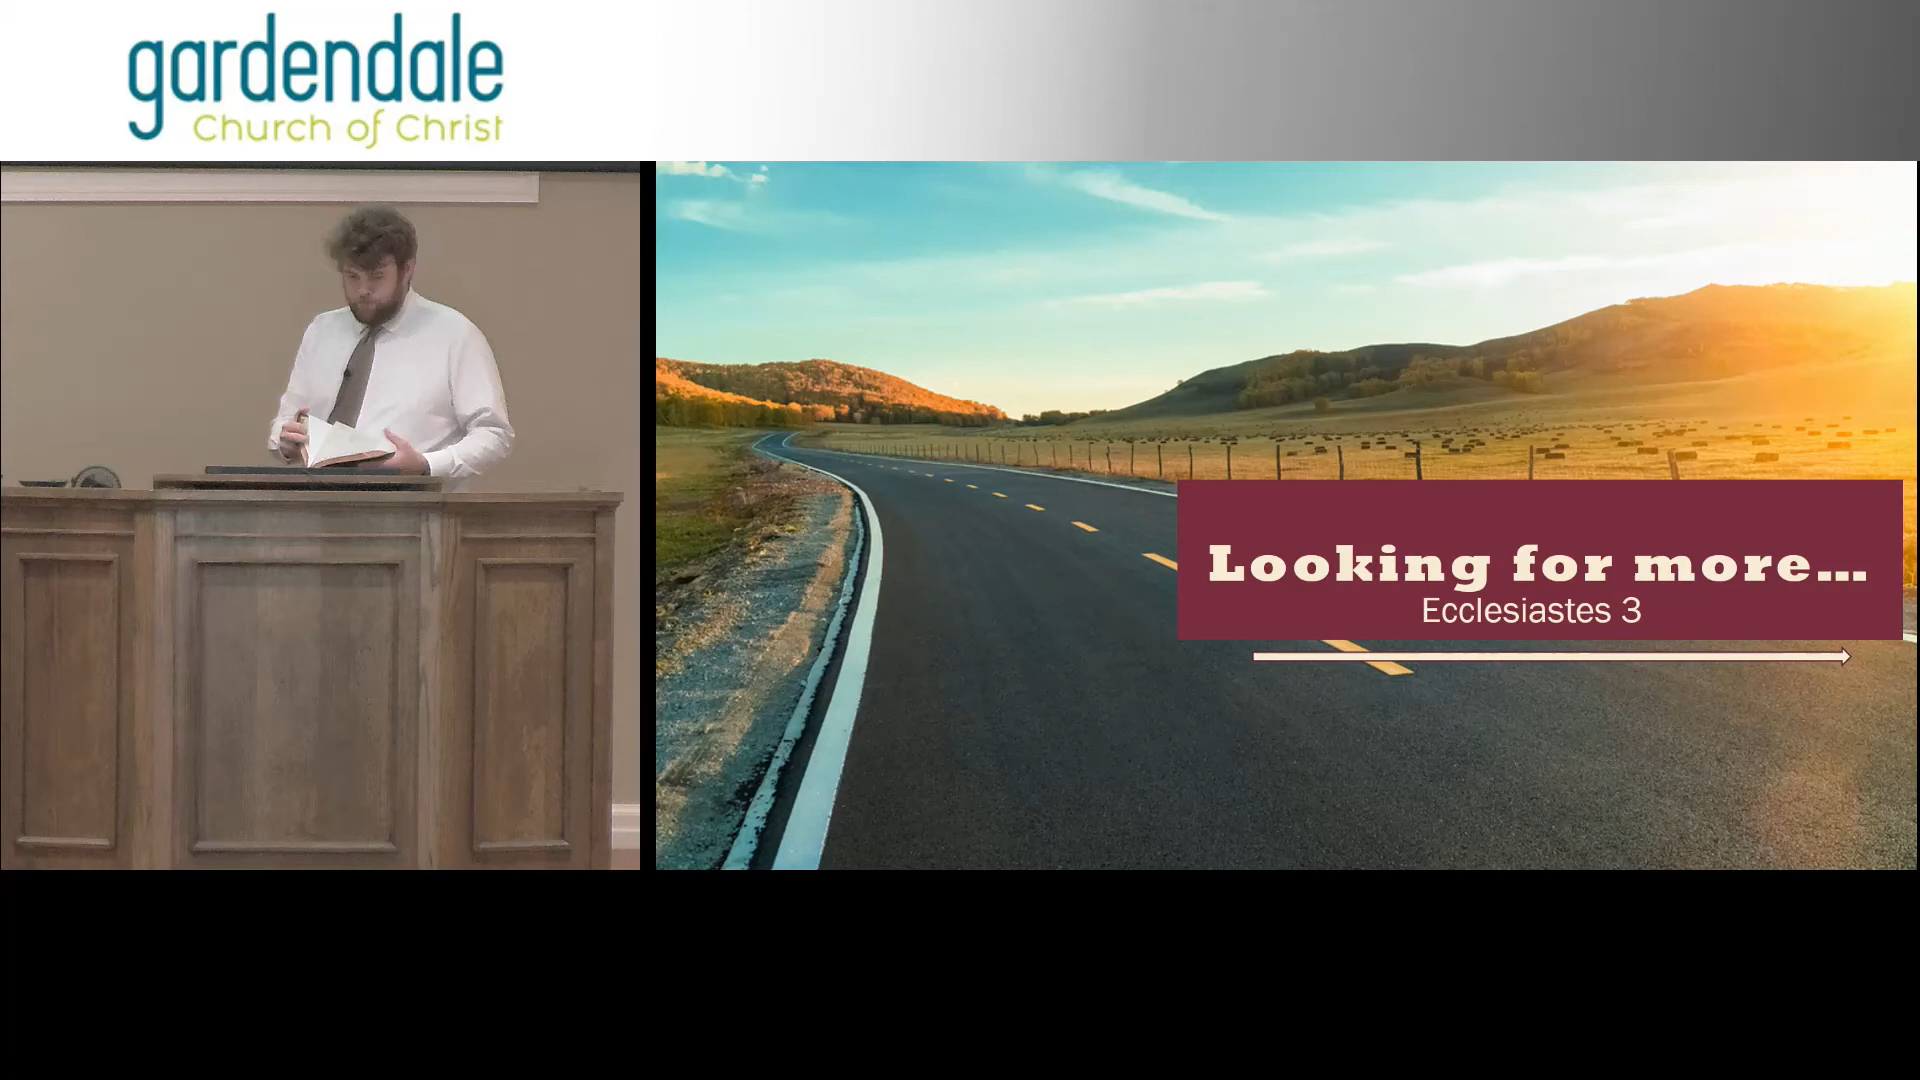 gardendale
Church of Christ
Looking for more...
Ecclesiastes 3